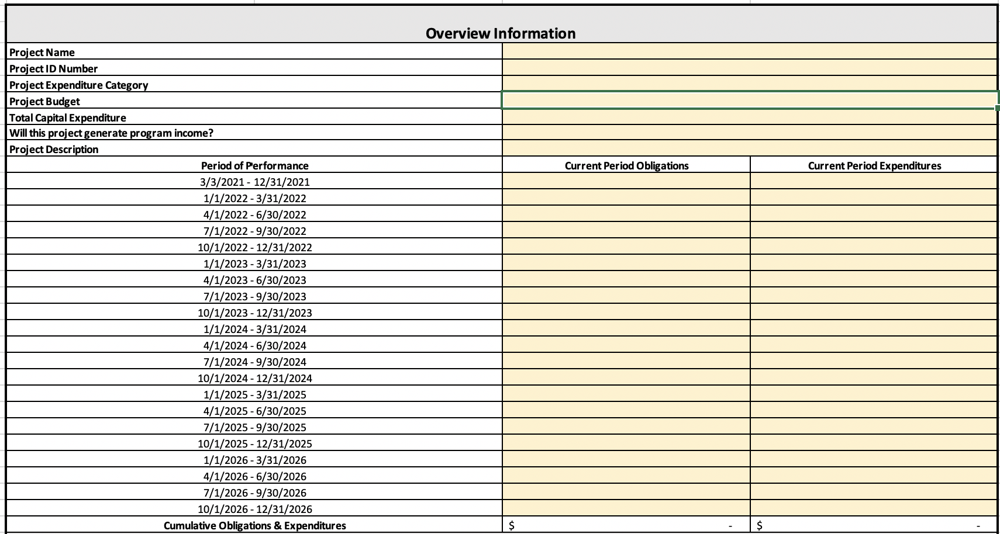 Overview Information
Project Name
Project ID Number
Project Expenditure Category
Project Budget
Total Capital Expenditure
Will this project generate program income?
Project Description
Period of Performance Current Period Obligations Current Period Expenditures
3/3/2021 - 12/31/2021
1/1/2022 - 3/31/2022
4/1/2022 - 6/30/2022
7/1/2022 - 9/30/2022
10/1/2022 - 12/31/2022
1/1/2023 - 3/31/2023
4/1/2023 - 6/30/2023
7/1/2023 - 9/30/2023
10/1/2023 - 12/31/2023
1/1/2024 - 3/31/2024
4/1/2024 - 6/30/2024
7/1/2024 - 9/30/2024
10/1/2024 - 12/31/2024
1/1/2025 - 3/31/2025
4/1/2025 - 6/30/2025
7/1/2025 - 9/30/2025
10/1/2025 - 12/31/2025
1/1/2026 - 3/31/2026
4/1/2026 - 6/30/2026
7/1/2026 - 9/30/2026
10/1/2026 - 12/31/2026
Cumulative Obligations & Expenditures $ - $ -